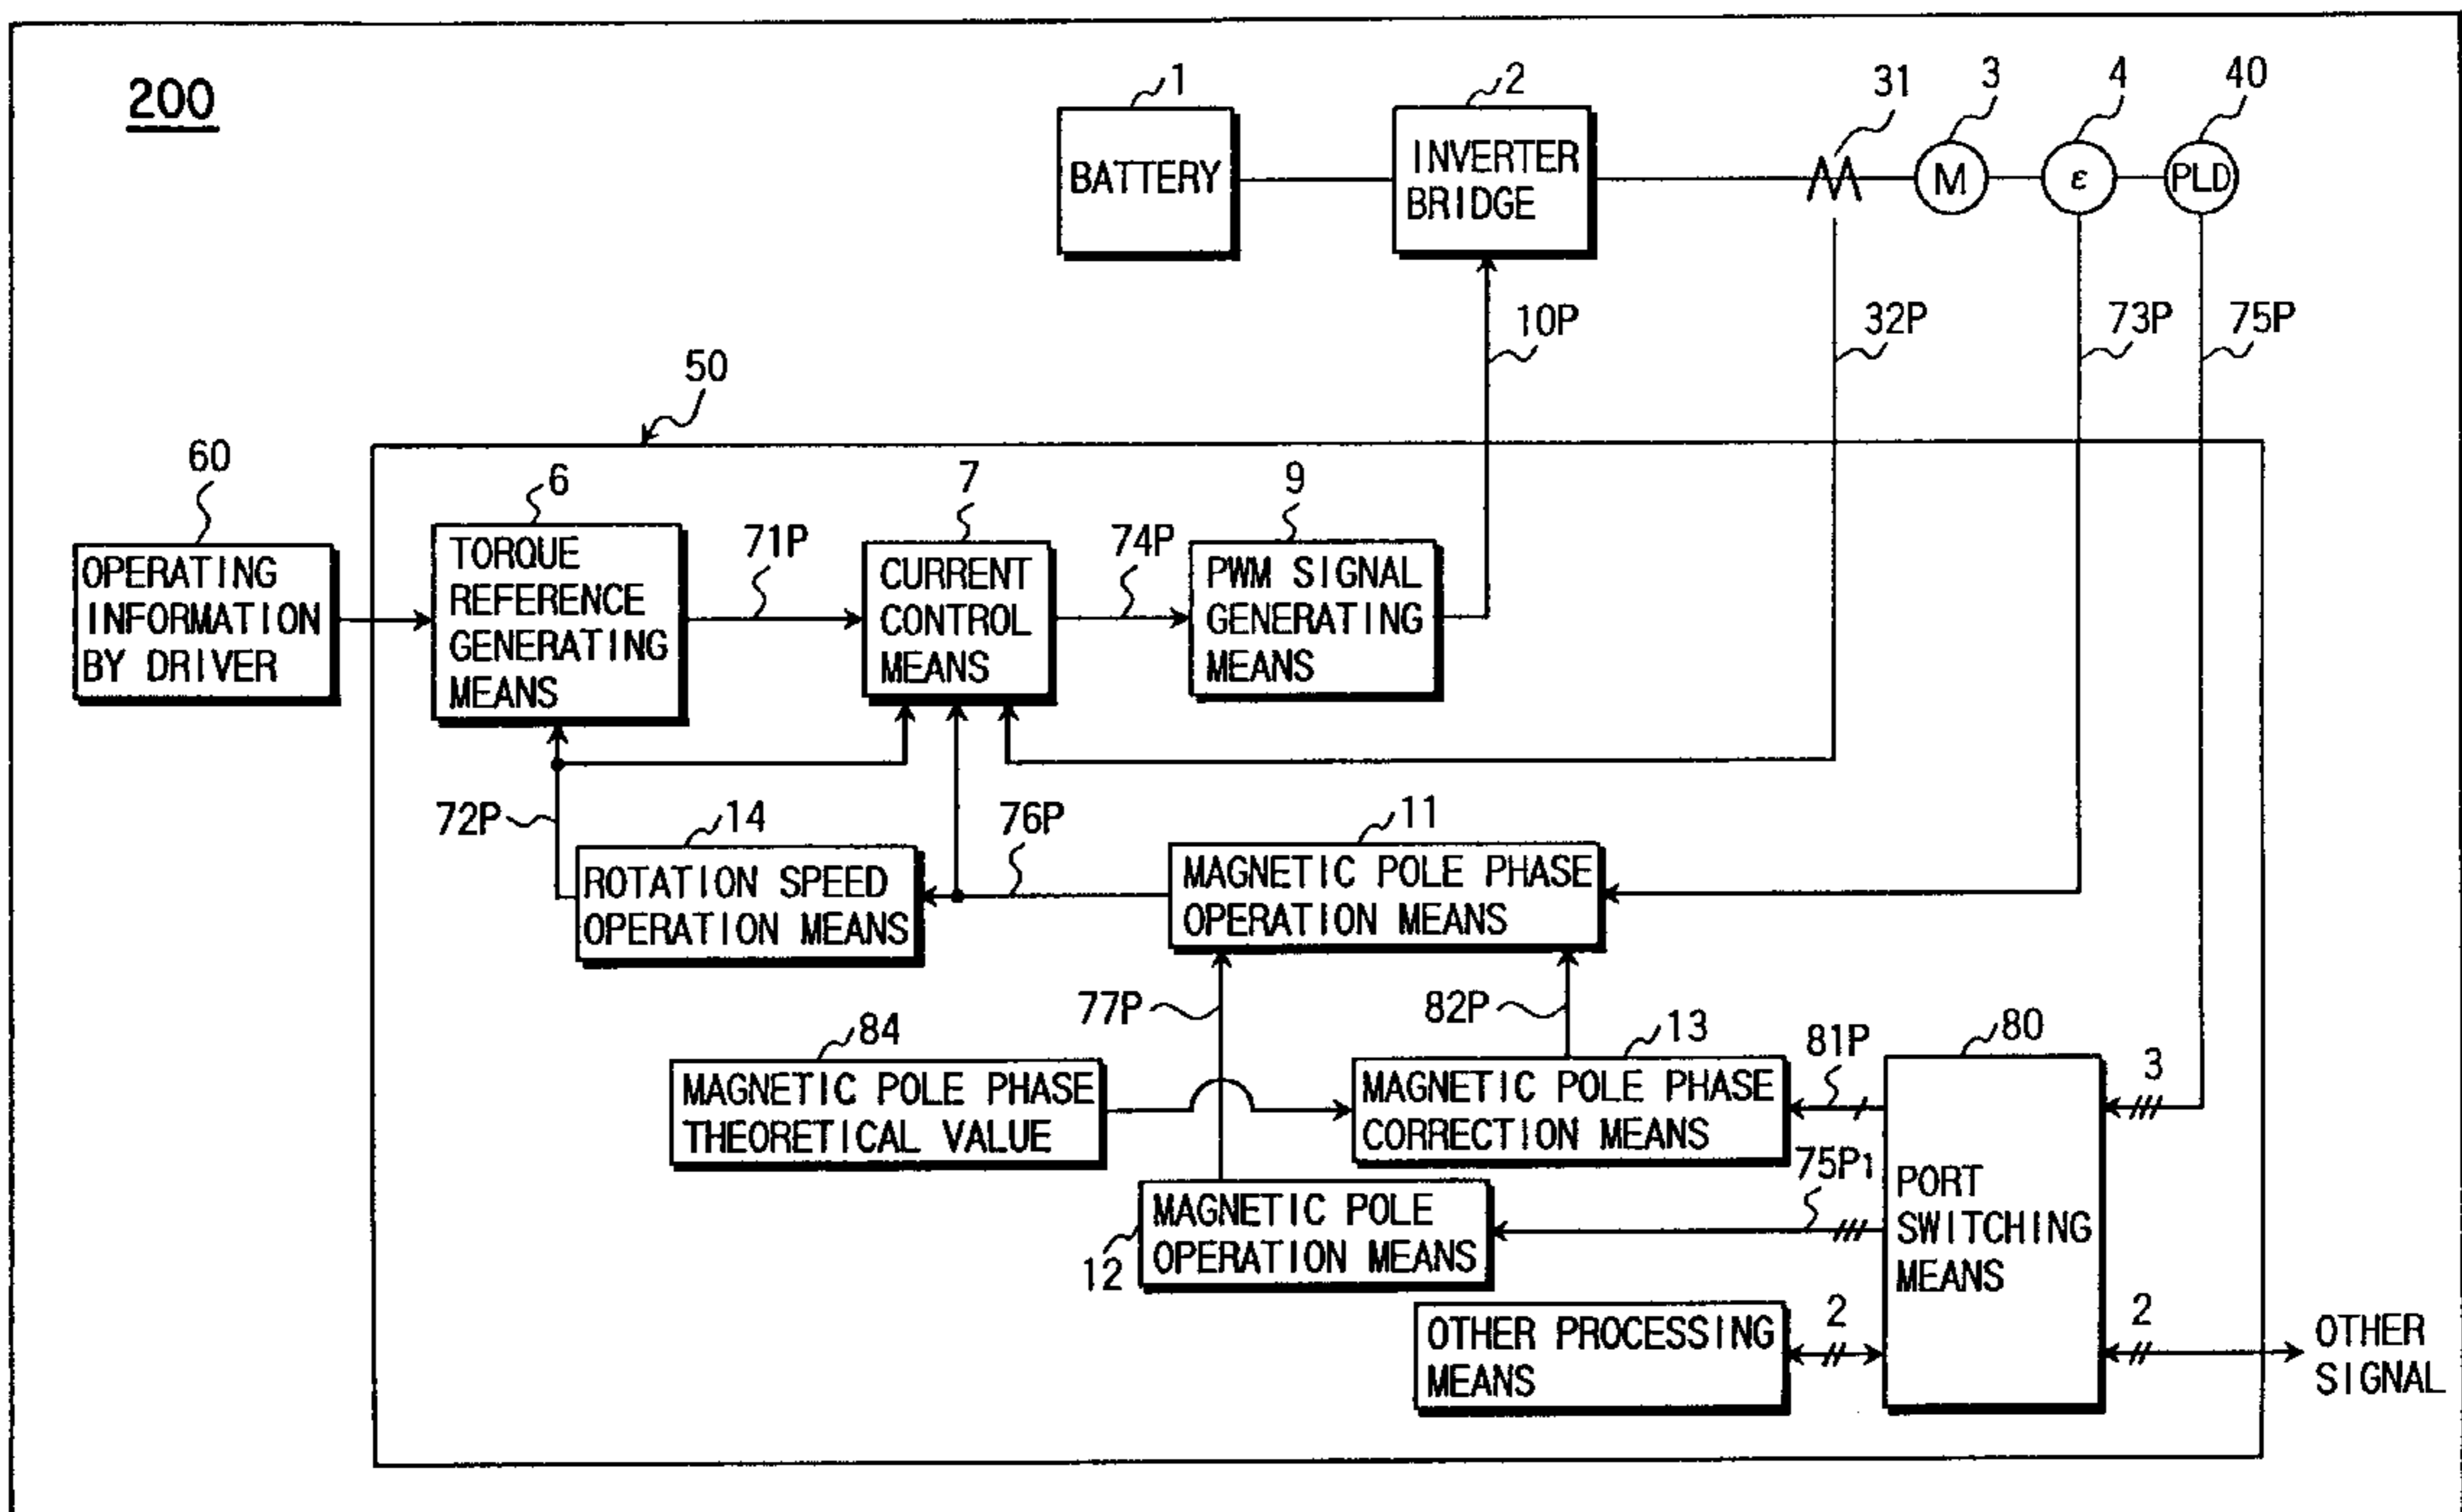 200
1
2
31
3
4
40
BATTERY
INVERTER
BRIDGE
M
ε
PLD
10P
32P
73P
75P
50
60
6
7
9
OPERATING
INFORMATION
BY DRIVER
TORQUE
REFERENCE
GENERATING
MEANS
71P
CURRENT
CONTROL
MEANS
74P
PWM SIGNAL
GENERATING
MEANS
72P
14
76P
11
ROTATION SPEED
OPERATION MEANS
MAGNETIC POLE PHASE
OPERATION MEANS
77P
82P
84
13
81P
80
3
MAGNETIC POLE PHASE
THEORETICAL VALUE
MAGNETIC POLE PHASE
CORRECTION MEANS
75P1
PORT
SWITCHING
MEANS
12
MAGNETIC POLE
OPERATION MEANS
OTHER PROCESSING
MEANS
2
2
OTHER
SIGNAL